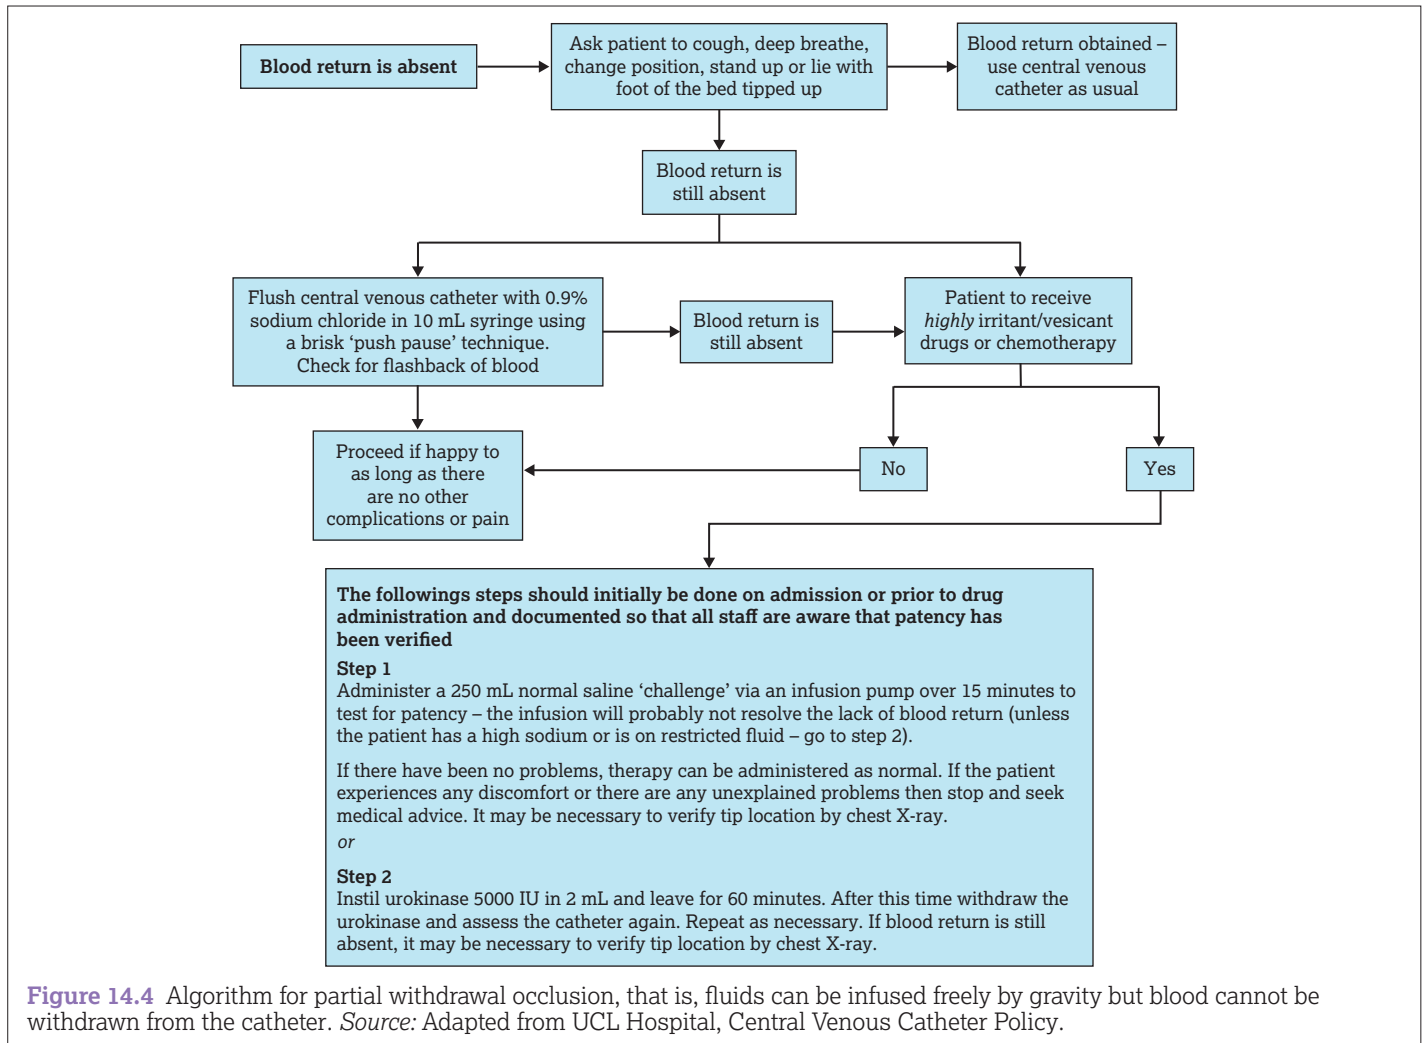 Blood return is absent
Ask patient to cough, deep breathe,
change position, stand up or lie with
foot of the bed tipped up
Blood return obtained –
use central venous
catheter as usual
Blood return is
still absent
Flush central venous catheter with 0.9%
sodium chloride in 10 mL syringe using
a brisk ‘push pause’ technique.
Check for flashback of blood
Blood return is
still absent
Patient to receive
highly irritant/vesicant
drugs or chemotherapy
Proceed if happy to
as long as there
are no other
complications or pain
No
Yes
The followings steps should initially be done on admission or prior to drug
administration and documented so that all staff are aware that patency has
been verified
Step 1
Administer a 250 mL normal saline ‘challenge’ via an infusion pump over 15 minutes to
test for patency – the infusion will probably not resolve the lack of blood return (unless
the patient has a high sodium or is on restricted fluid – go to step 2).
If there have been no problems, therapy can be administered as normal. If the patient
experiences any discomfort or there are any unexplained problems then stop and seek
medical advice. It may be necessary to verify tip location by chest X-ray.
or
Step 2
Instil urokinase 5000 IU in 2 mL and leave for 60 minutes. After this time withdraw the
urokinase and assess the catheter again. Repeat as necessary. If blood return is still
absent, it may be necessary to verify tip location by chest X-ray.
Figure 14.4 Algorithm for partial withdrawal occlusion, that is, fluids can be infused freely by gravity but blood cannot be
withdrawn from the catheter. Source: Adapted from UCL Hospital, Central Venous Catheter Policy.